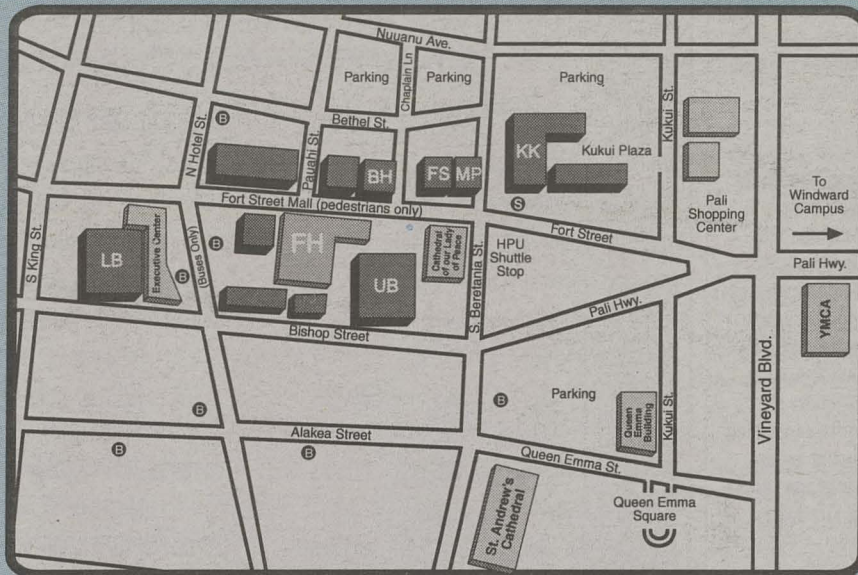 Nuuanu Ave.
Parking
Chaplain Ln
Parking
Parking
Kukui St.
Bethel St.
B
N Hotel St.
Pauahi St.
BH
FS
MP
KK
Kukui Plaza
S
Pali
Shopping
Center
To
Windward
Campus
Fort Street Mall (pedestrians only)
Fort Street
S King St.
LB
Executive Center
B
(Buses Only)
B
FH
UB
Cathedral
of our Lady
of Peace
S. Beretania St.
HPU
Shuttle
Stop
Pali Hwy.
Pali Hwy.
YMCA
Bishop Street
B
B
Parking
Queen
Emma
Building
Kukui St.
Vineyard Blvd.
Alakea Street
B
B
Queen Emma St.
St. Andrew's
Cathedral
Queen Emma
Square